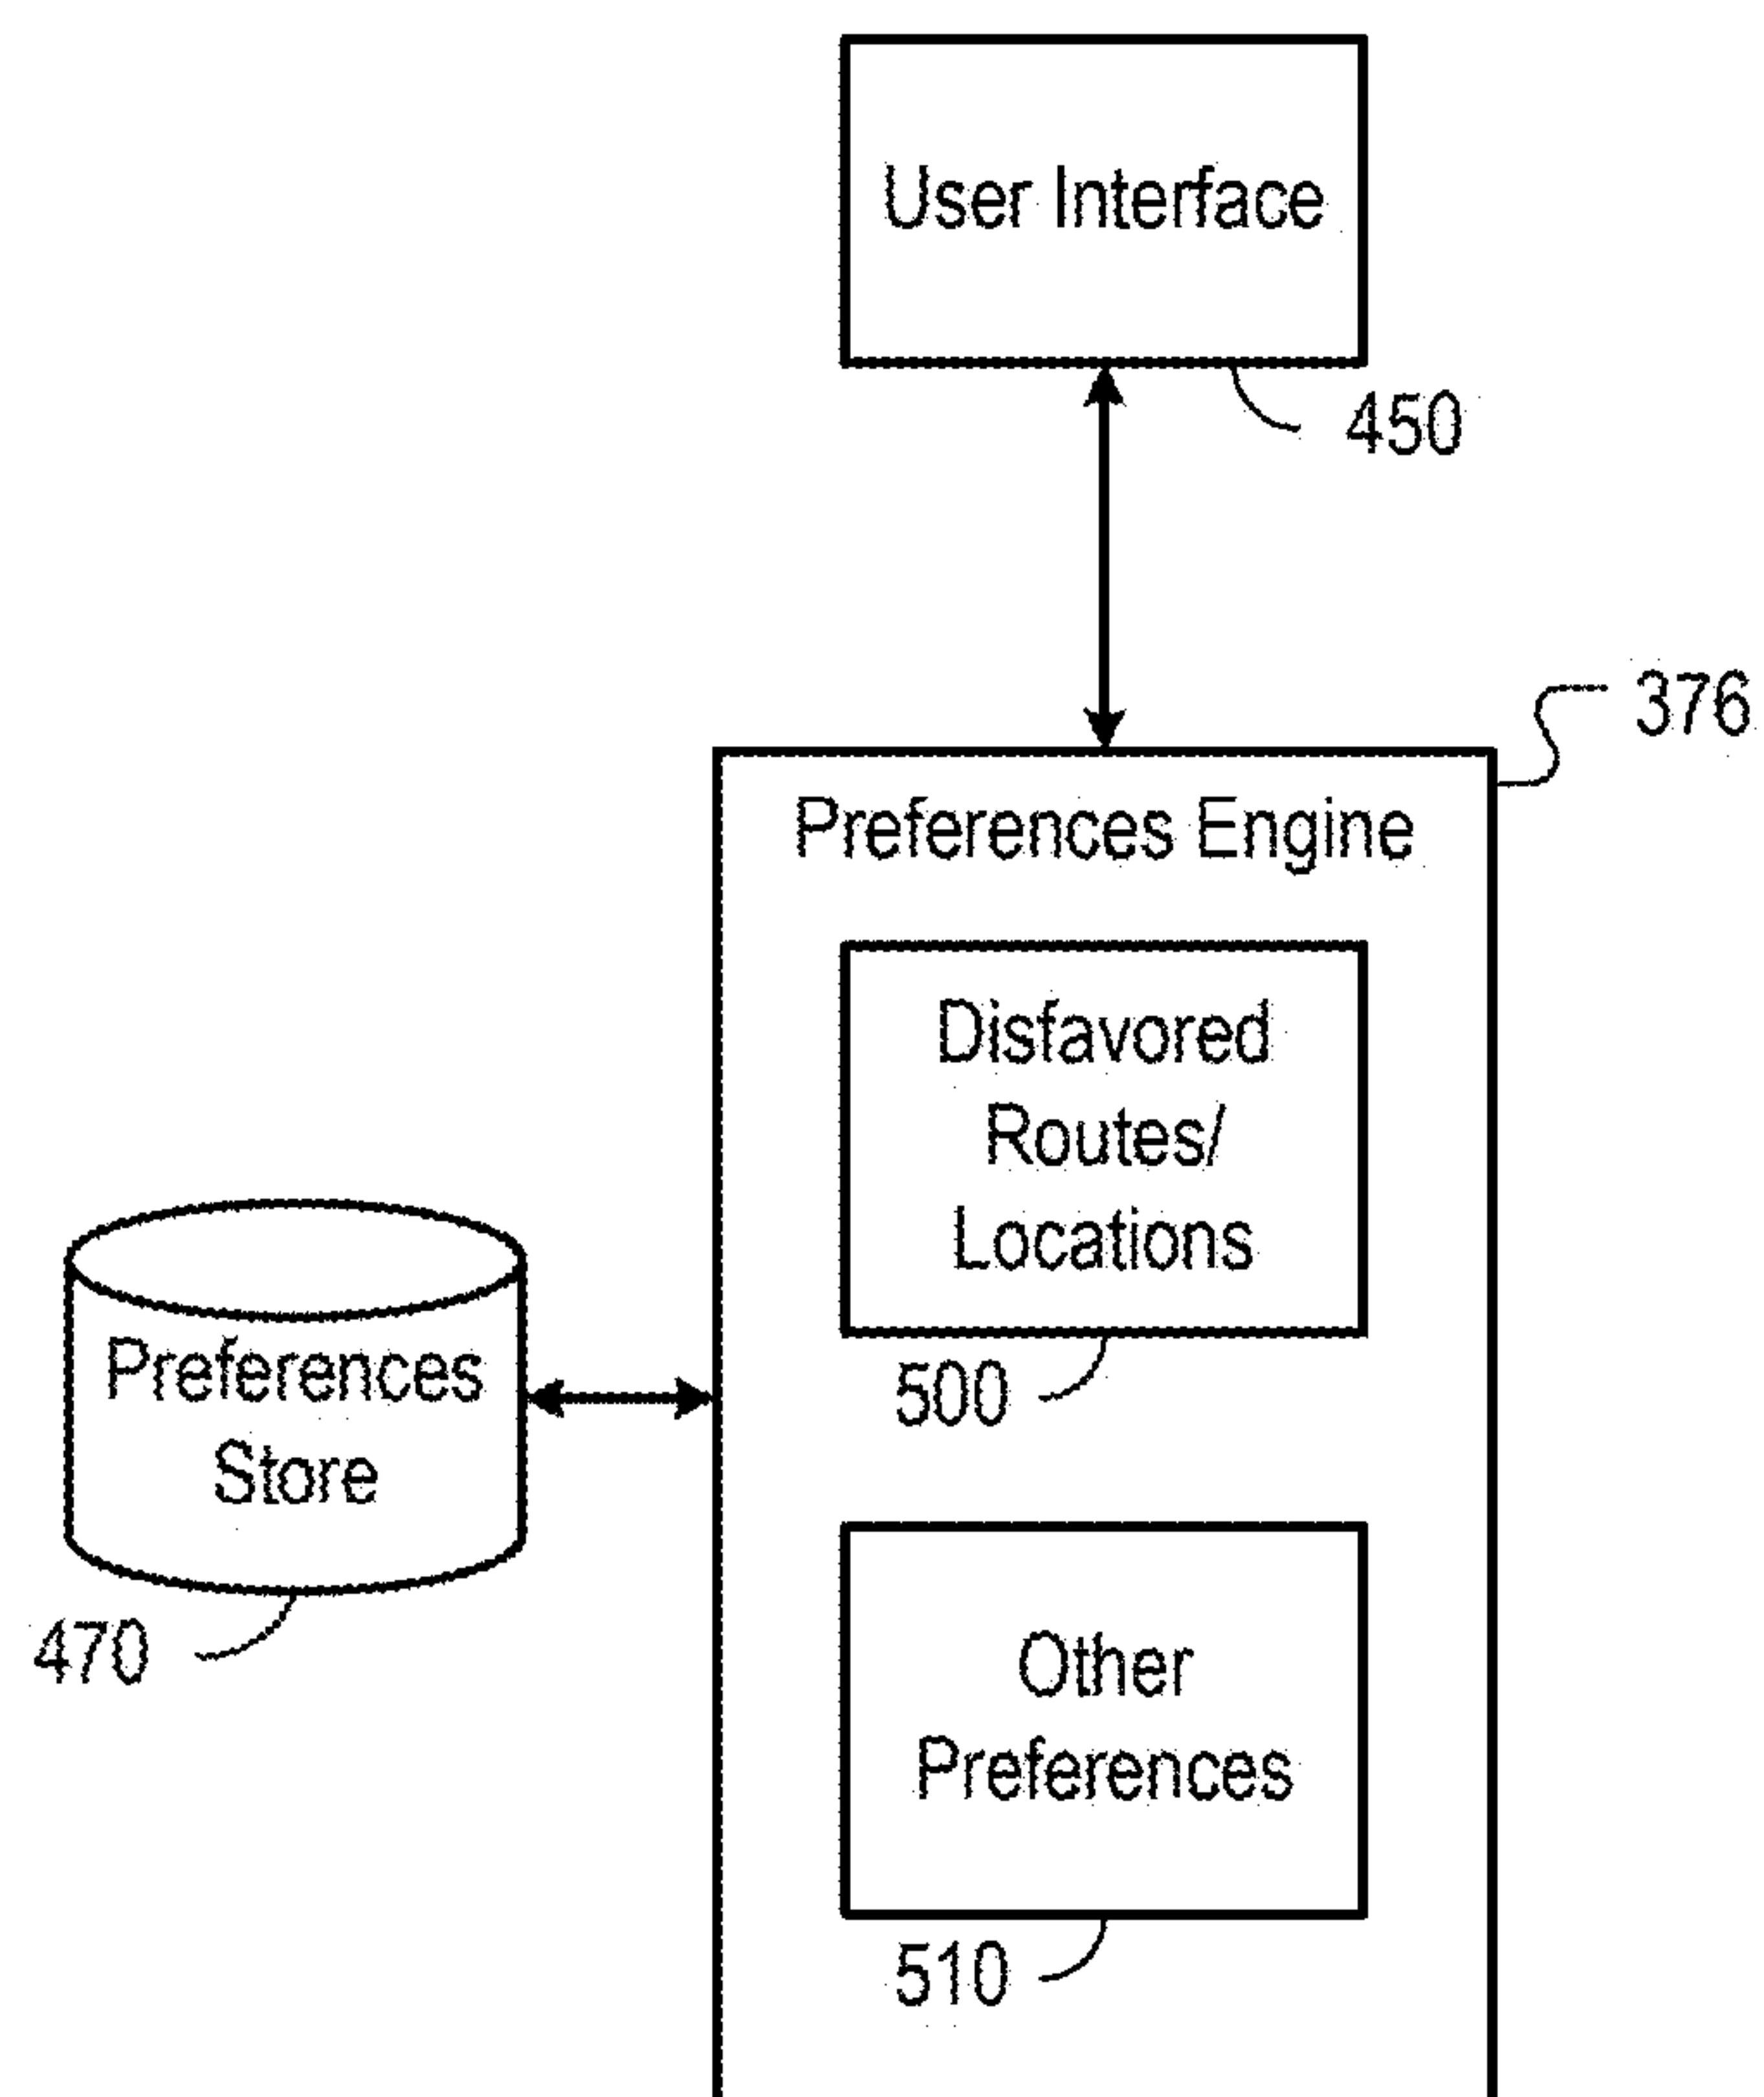 User Interface
450
376
Preferences Engine
Disfavored
Routes/
Locations
500
Preferences
Store
470
Other
Preferences
510